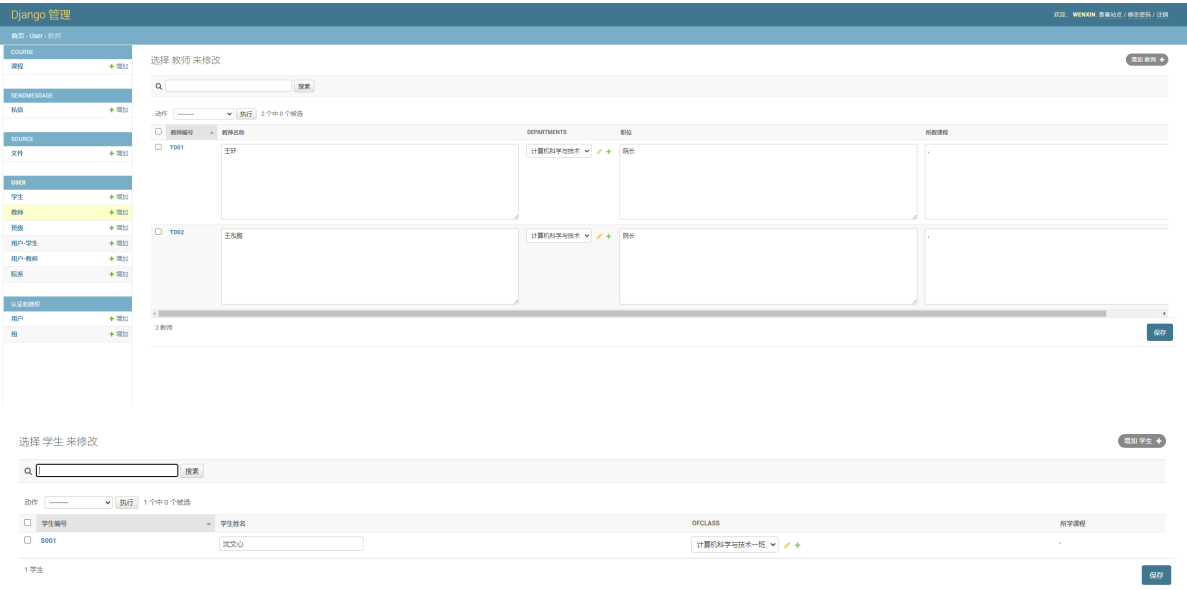 Django 管理
欢迎, WENXIN. 查看站点 / 修改密码 / 注销
首页 › User › 教师
COURSE
课程 + 增加
SENDMESSAGE
私信 + 增加
SOURCE
文件 + 增加
USER
学生 + 增加
教师 + 增加
班级 + 增加
用户-学生 + 增加
用户-教师 + 增加
院系 + 增加
认证和授权
用户 + 增加
组 + 增加
选择 教师 来修改
增加 教师 +
搜索
动作 -------- 执行 2 个中 0 个被选
教师编号 教师名称 DEPARTMENTS 职位 所教课程
T001 王轩 计算机科学与技术 院长 -
T002 王泓鹏 计算机科学与技术 院长 -
2 教师
保存
选择 学生 来修改
增加 学生 +
搜索
动作 -------- 执行 1 个中 0 个被选
学生编号 学生姓名 OFCLASS 所学课程
S001 沈文心 计算机科学与技术一班 -
1 学生
保存